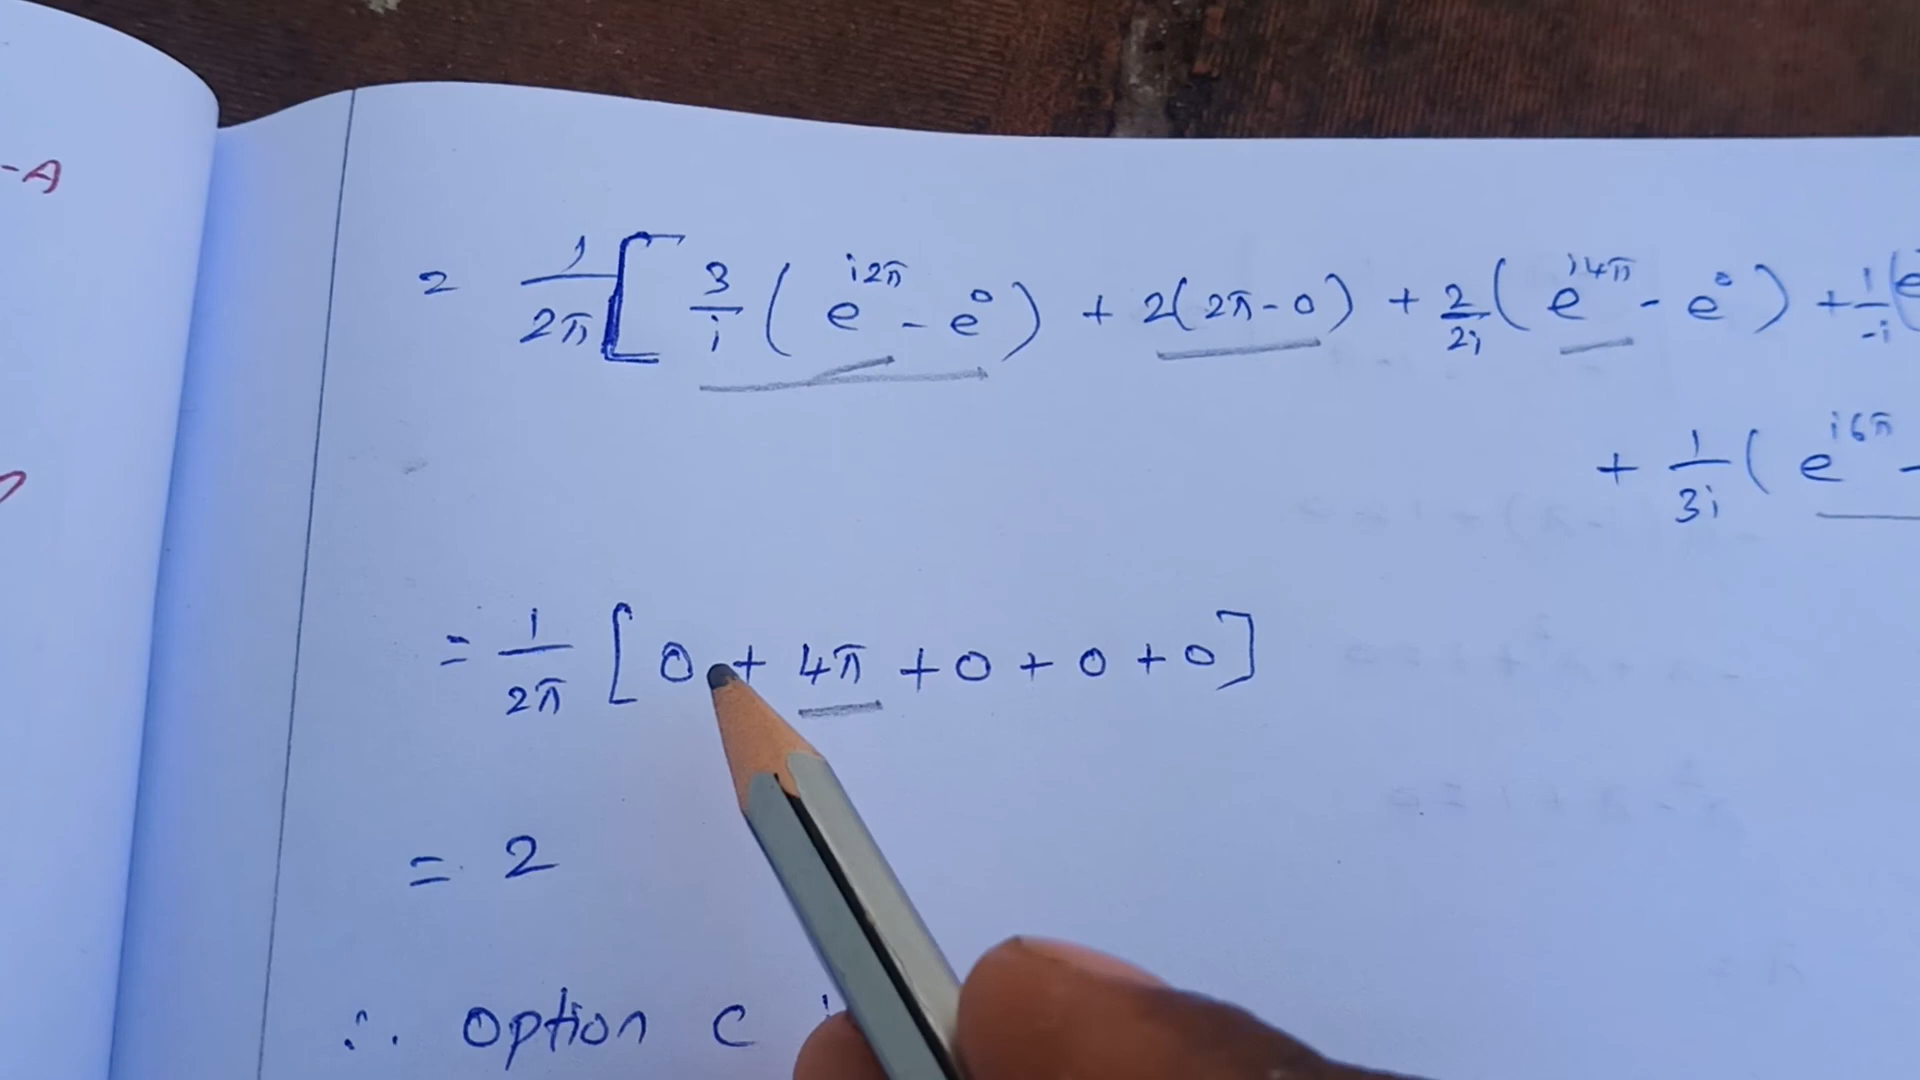 -A
= 1/2π [ 3/i ( e^{i2π} - e^0 ) + 2(2π-0) + 2/2i ( e^{i4π} - e^0 ) + 1/-i (e
+ 1/3i ( e^{i6π} -
= 1/2π [ 0 + 4π + 0 + 0 + 0 ]
= 2
∴ option C